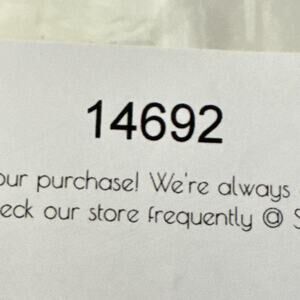 14692
our purchase! We're always
eck our store frequently @ S